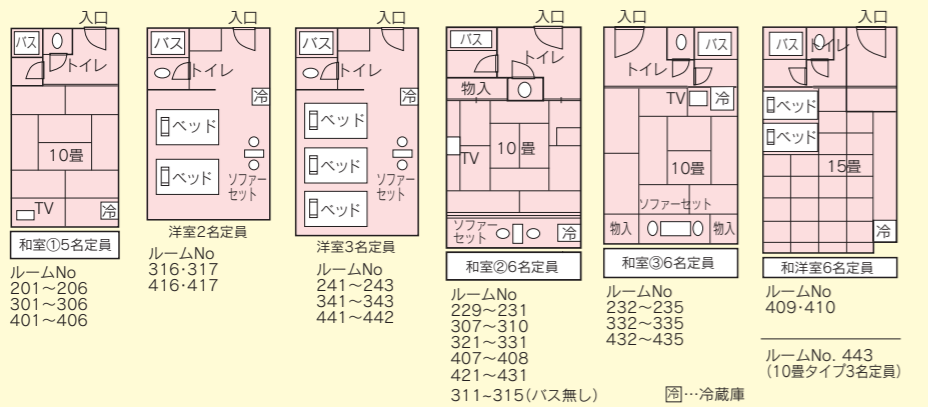 入口
バス
トイレ
10畳
TV
冷
和室①5名定員
ルームNo
201～206
301～306
401～406
入口
バス
トイレ
冷
ベッド
ベッド
ソファー
セット
洋室2名定員
ルームNo
316・317
416・417
入口
バス
トイレ
冷
ベッド
ベッド
ベッド
ソファー
セット
洋室3名定員
ルームNo
241～243
341～343
441～442
入口
バス
トイレ
物入
TV
10畳
ソファー
セット
冷
和室②6名定員
ルームNo
229～231
307～310
321～331
407～408
421～431
311~315(バス無し)
入口
バス
トイレ
TV
冷
10畳
ソファーセット
物入
物入
和室③6名定員
ルームNo
232～235
332～335
432～435
冷…冷蔵庫
入口
バス
トイレ
ベッド
ベッド
15畳
冷
和洋室6名定員
ルームNo
409・410
ルームNo. 443
(10畳タイプ3名定員)